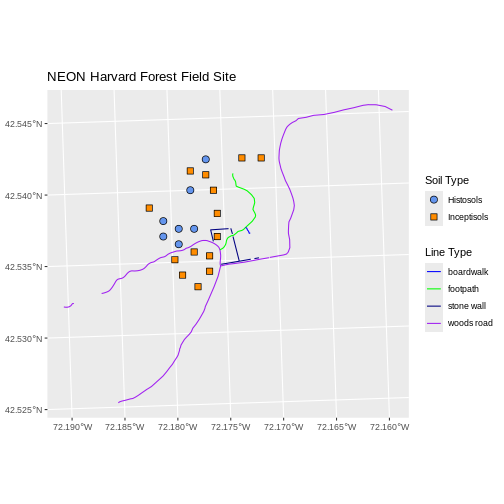 NEON Harvard Forest Field Site
42.545°N
42.540°N
42.535°N
42.530°N
42.525°N
72.190°W 72.185°W 72.180°W 72.175°W 72.170°W 72.165°W 72.160°W
Soil Type
Histosols
Inceptisols
Line Type
boardwalk
footpath
stone wall
woods road